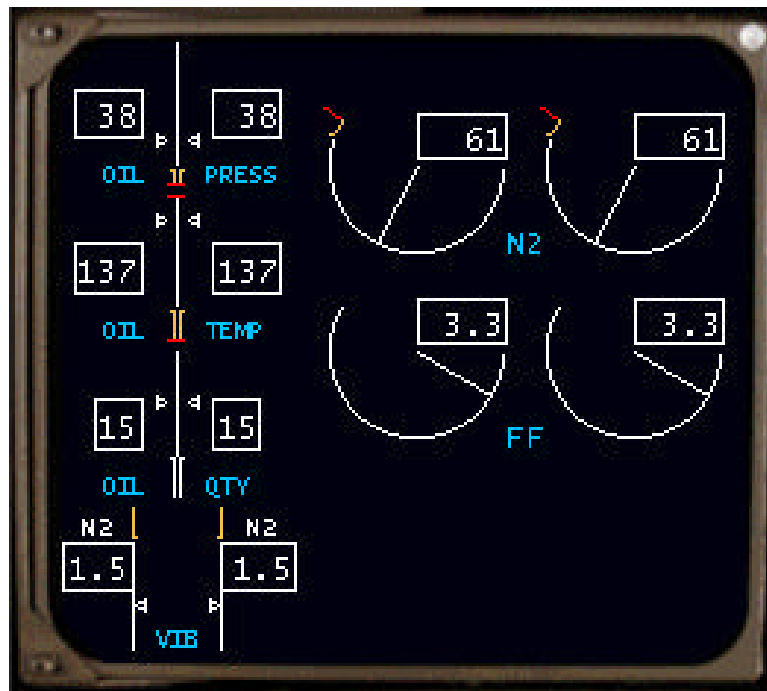 38 38
OIL PRESS
137 137
OIL TEMP
15 15
OIL QTY
N2 N2
1.5 1.5
VIB
61 61
N2
3.3 3.3
FF